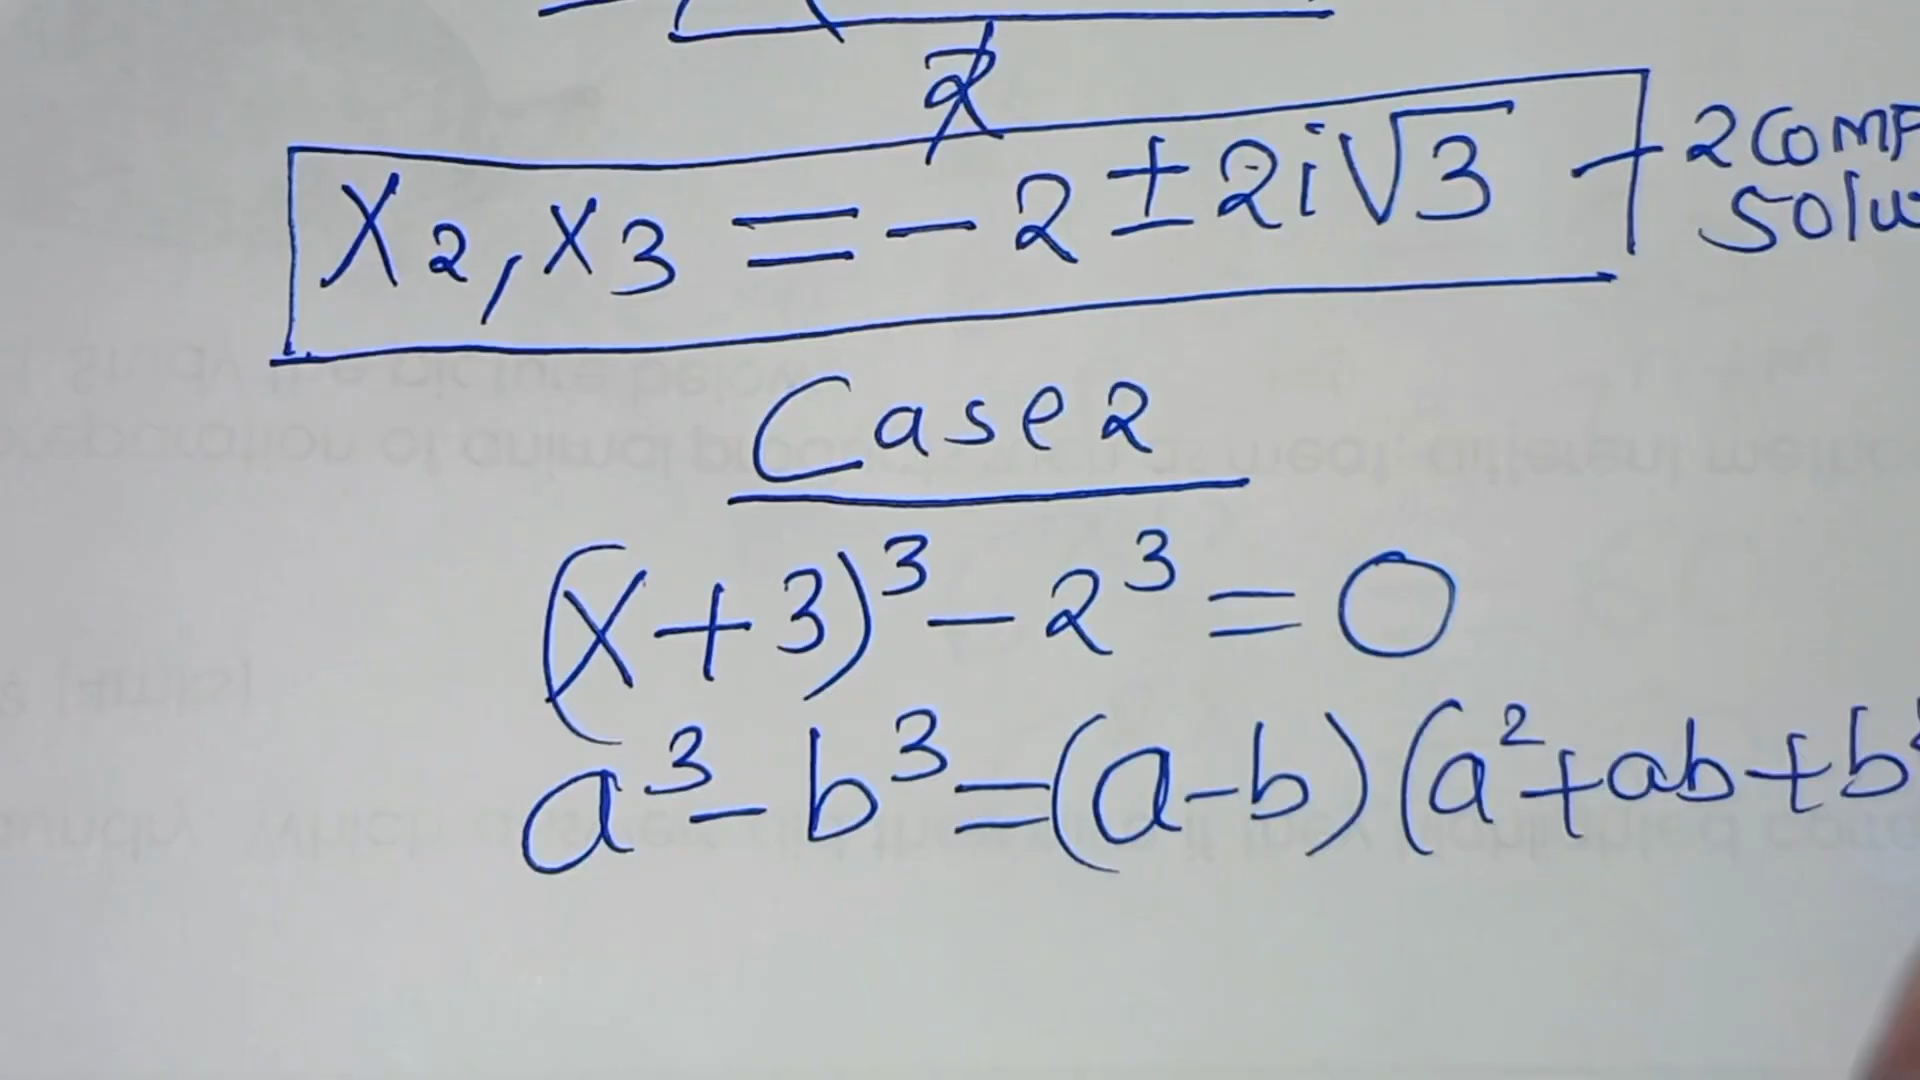 2
X₂, X₃ = -2 ± 2i√3
2 COMP
Solu
Case 2
(x+3)³ - 2³ = 0
a³ - b³ = (a-b) (a² + ab + b²